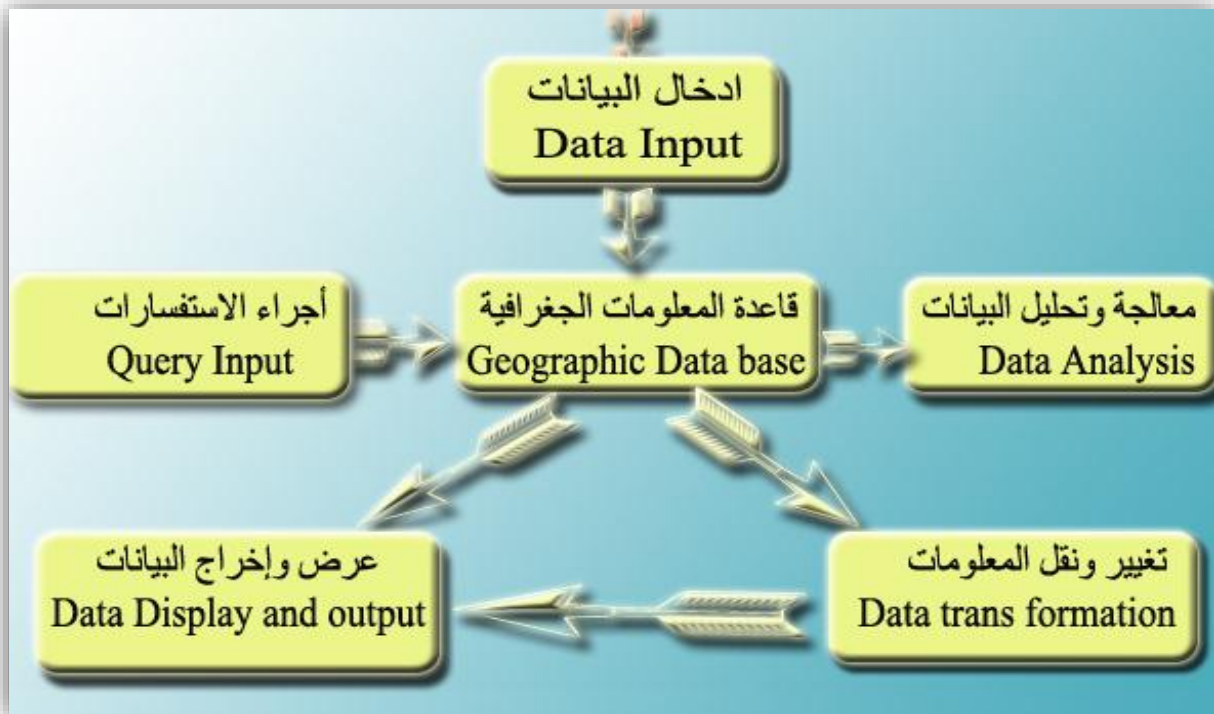 ادخال البيانات
Data Input
أجراء الاستفسارات
Query Input
قاعدة المعلومات الجغرافية
Geographic Data base
معالجة وتحليل البيانات
Data Analysis
عرض وإخراج البيانات
Data Display and output
تغيير ونقل المعلومات
Data trans formation